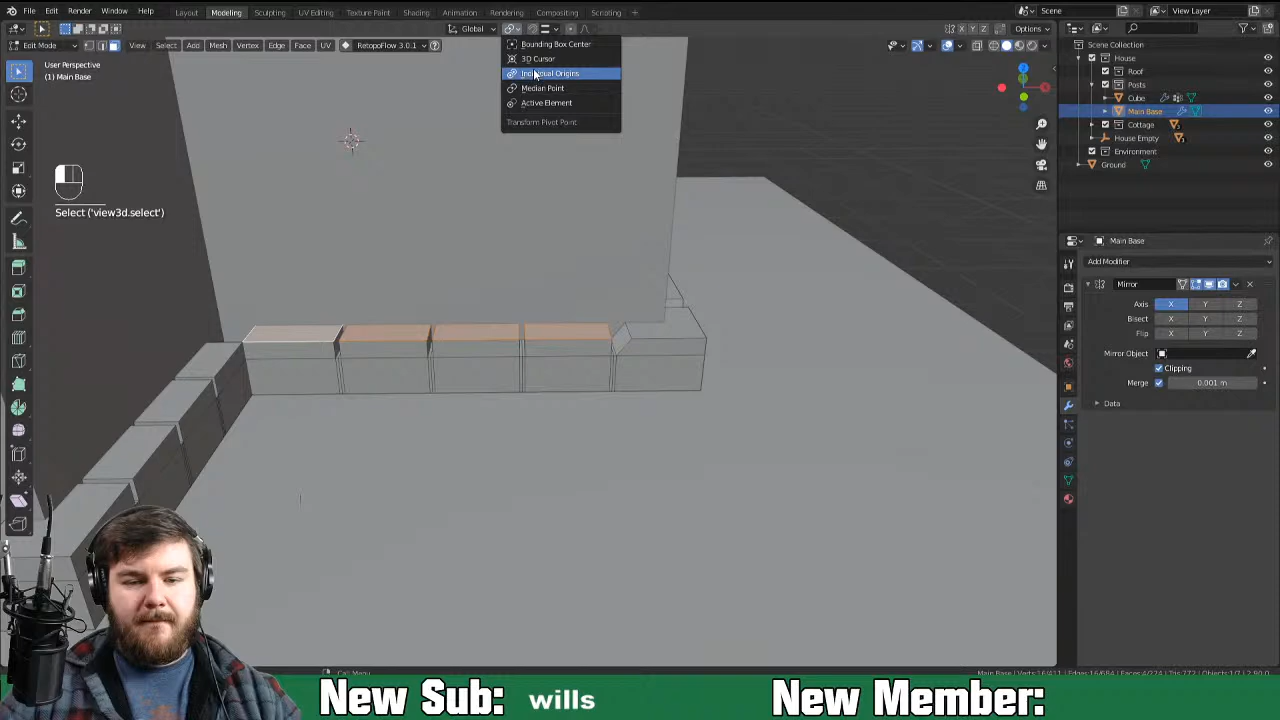 File Edit Render Window Help Layout Modeling Sculpting UV Editing Texture Paint Shading Animation Rendering Compositing Scripting + Scene View Layer
Global Options
Edit Mode View Select Add Mesh Vertex Edge Face UV RetopoFlow 3.0.1
User Perspective
(1) Main Base
Bounding Box Center
3D Cursor
Individual Origins
Median Point
Active Element
Transform Pivot Point
Select ('view3d.select')
Scene Collection
House
Roof
Posts
Cube
Main Base
Cottage
House Empty
Environment
Ground
Main Base
Add Modifier
Mirror
Axis X Y Z
Bisect X Y Z
Flip X Y Z
Mirror Object
Clipping
Merge 0.001 m
Data
New Sub: wills New Member: